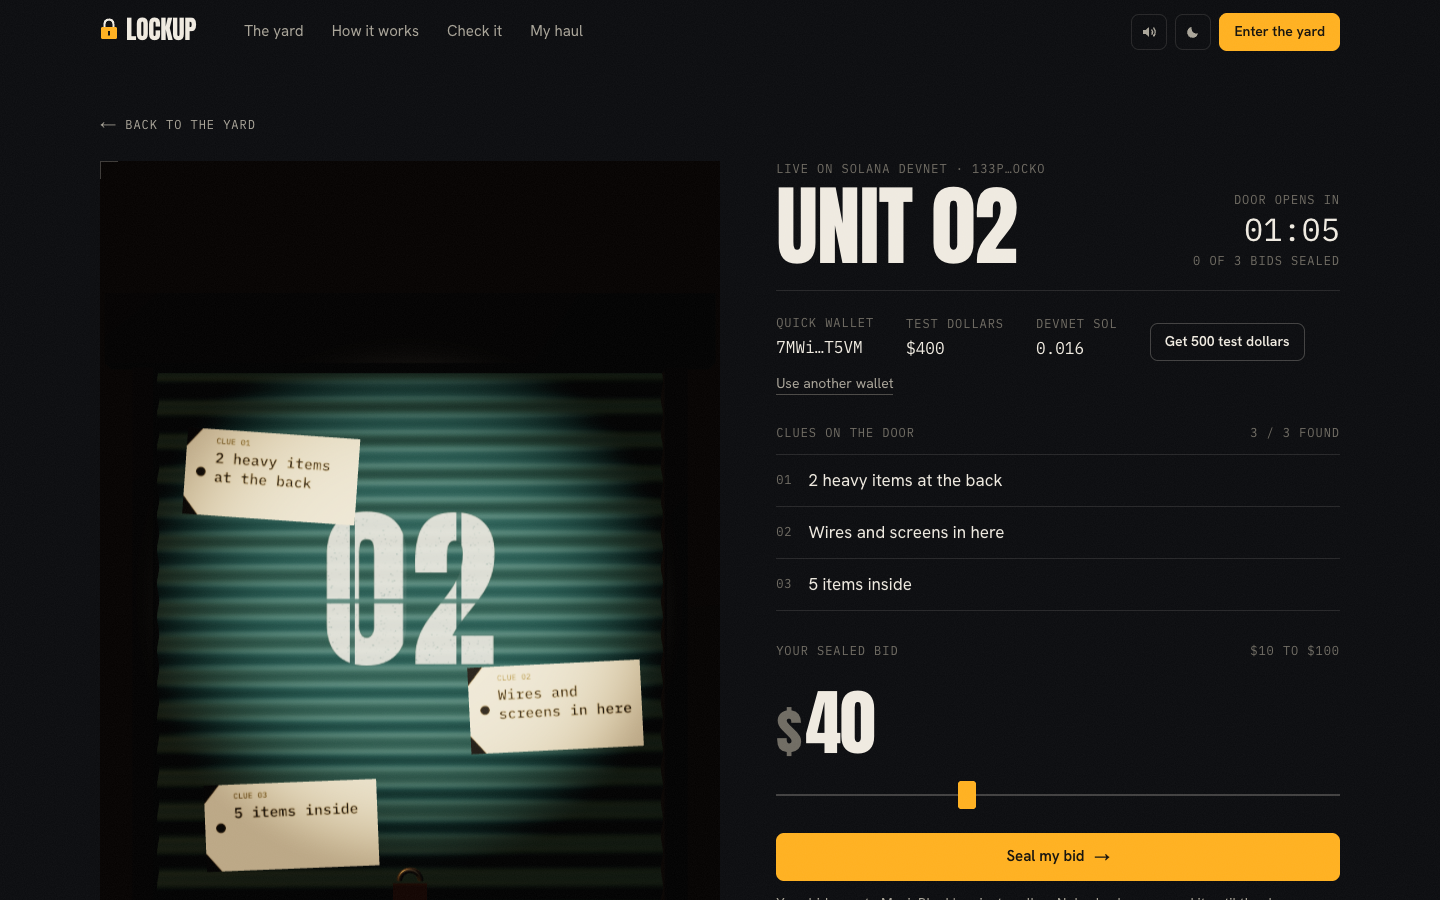 LOCKUP
The yard
How it works
Check it
My haul
Enter the yard
← BACK TO THE YARD
CLUE 01
2 heavy items
at the back
02
CLUE 02
Wires and
screens in here
CLUE 03
5 items inside
LIVE ON SOLANA DEVNET · 133P…OCKO
UNIT 02
DOOR OPENS IN
01:05
0 OF 3 BIDS SEALED
QUICK WALLET
7MWi…T5VM
TEST DOLLARS
$400
DEVNET SOL
0.016
Get 500 test dollars
Use another wallet
CLUES ON THE DOOR
3 / 3 FOUND
01 2 heavy items at the back
02 Wires and screens in here
03 5 items inside
YOUR SEALED BID
$10 TO $100
$40
Seal my bid →